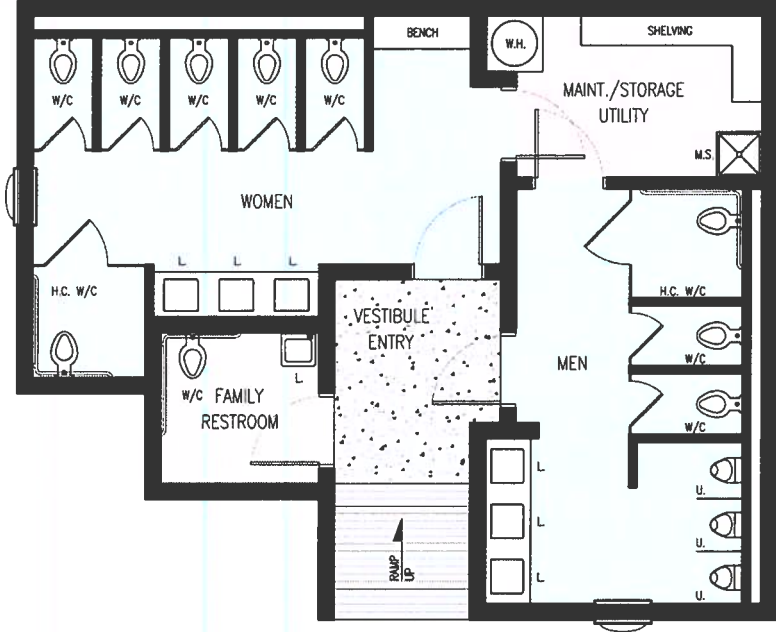 BENCH
W.H.
SHELVING
MAINT./STORAGE
UTILITY
M.S.
W/C
W/C
W/C
W/C
W/C
WOMEN
L
L
L
H.C. W/C
H.C. W/C
VESTIBULE
ENTRY
MEN
W/C
W/C
L
W/C
FAMILY
RESTROOM
L
L
L
U.
U.
U.
RAMP
UP